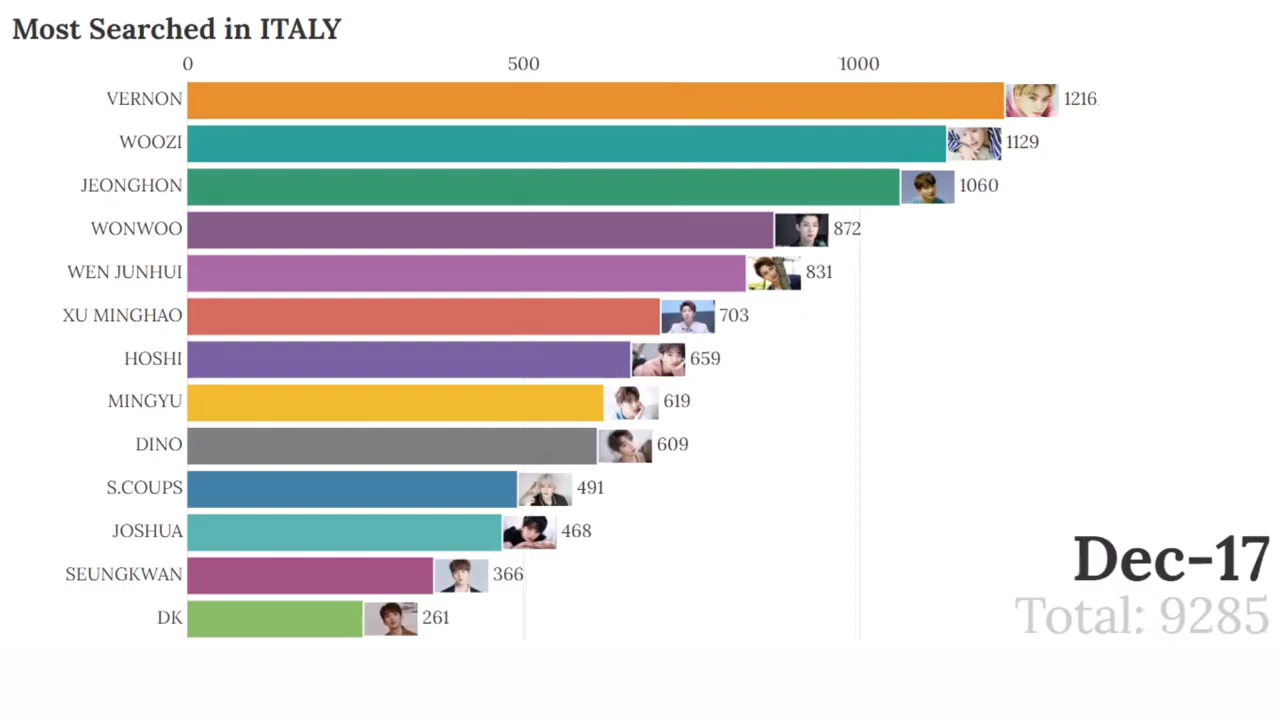 Most Searched in ITALY
0 500 1000
VERNON 1216
WOOZI 1129
JEONGHON 1060
WONWOO 872
WEN JUNHUI 831
XU MINGHAO 703
HOSHI 659
MINGYU 619
DINO 609
S.COUPS 491
JOSHUA 468
SEUNGKWAN 366
DK 261
Dec-17
Total: 9285